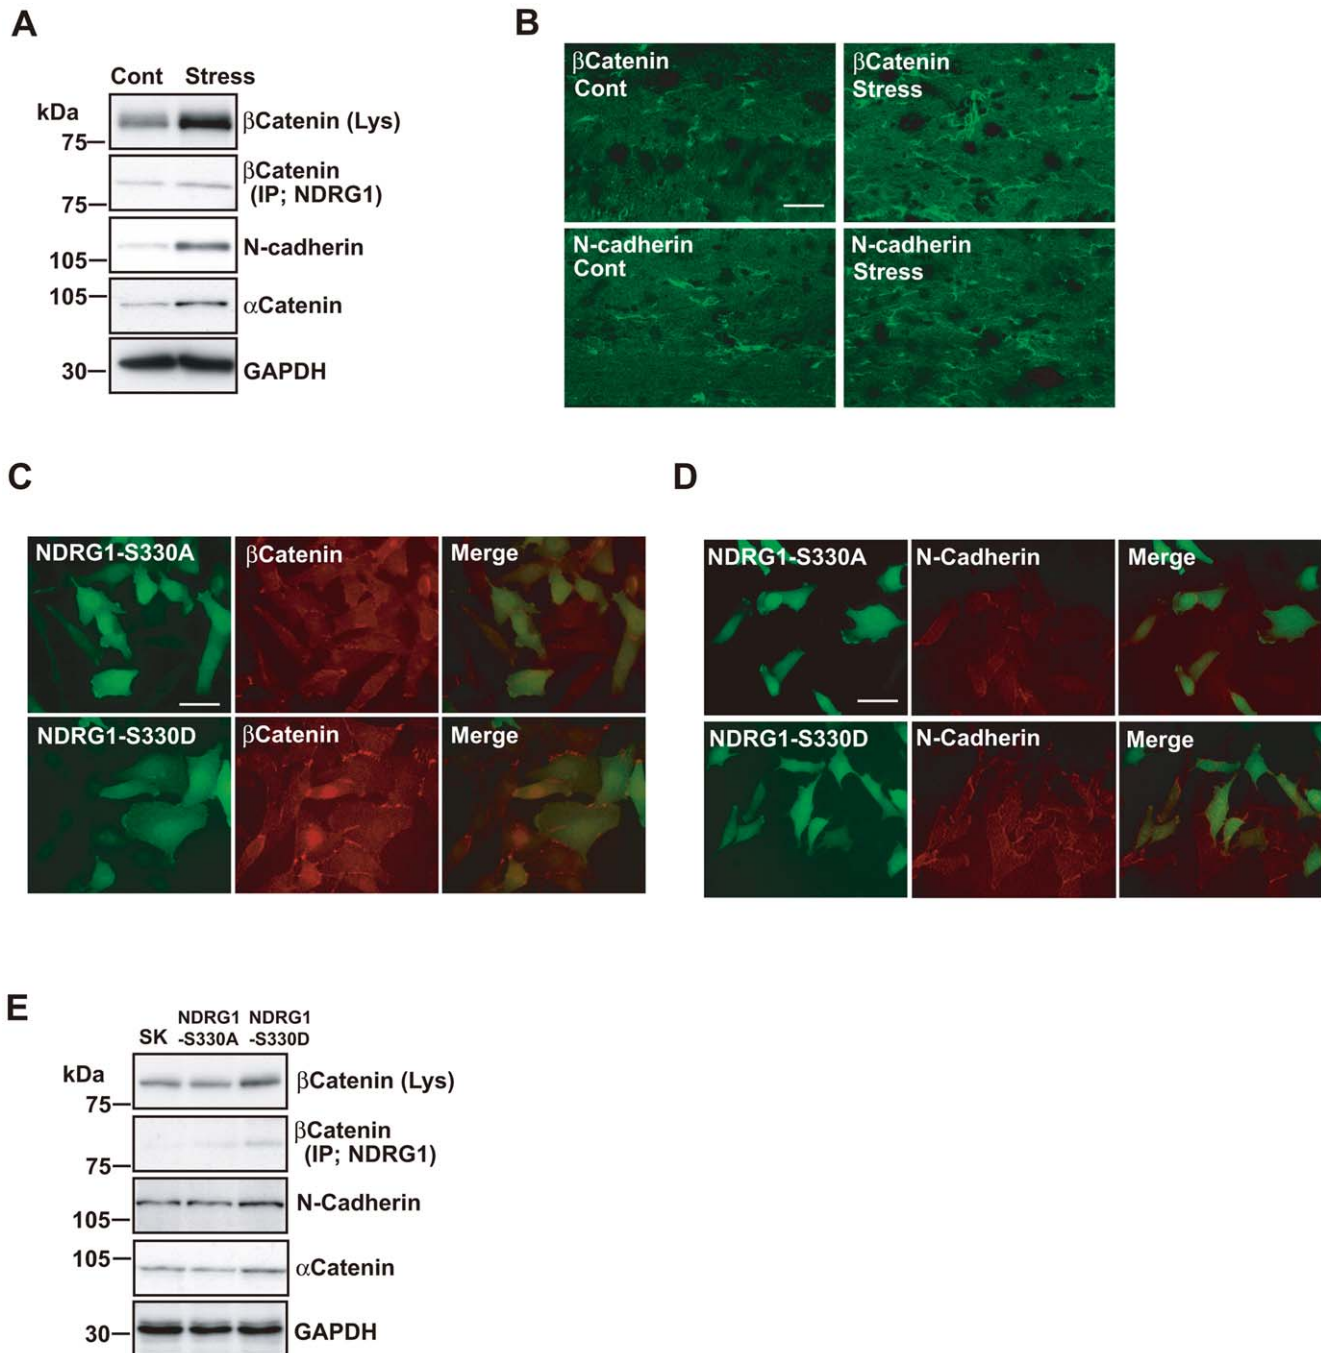 A
Cont Stress
kDa
βCatenin (Lys)
75
βCatenin
(IP; NDRG1)
75
N-cadherin
105
105
αCatenin
30
GAPDH
B
βCatenin
Cont
βCatenin
Stress
N-cadherin
Cont
N-cadherin
Stress
C
NDRG1-S330A
βCatenin
Merge
NDRG1-S330D
βCatenin
Merge
D
NDRG1-S330A
N-Cadherin
Merge
NDRG1-S330D
N-Cadherin
Merge
E
SK
NDRG1
-S330A
NDRG1
-S330D
kDa
βCatenin (Lys)
75
βCatenin
(IP; NDRG1)
75
N-Cadherin
105
105
αCatenin
30
GAPDH